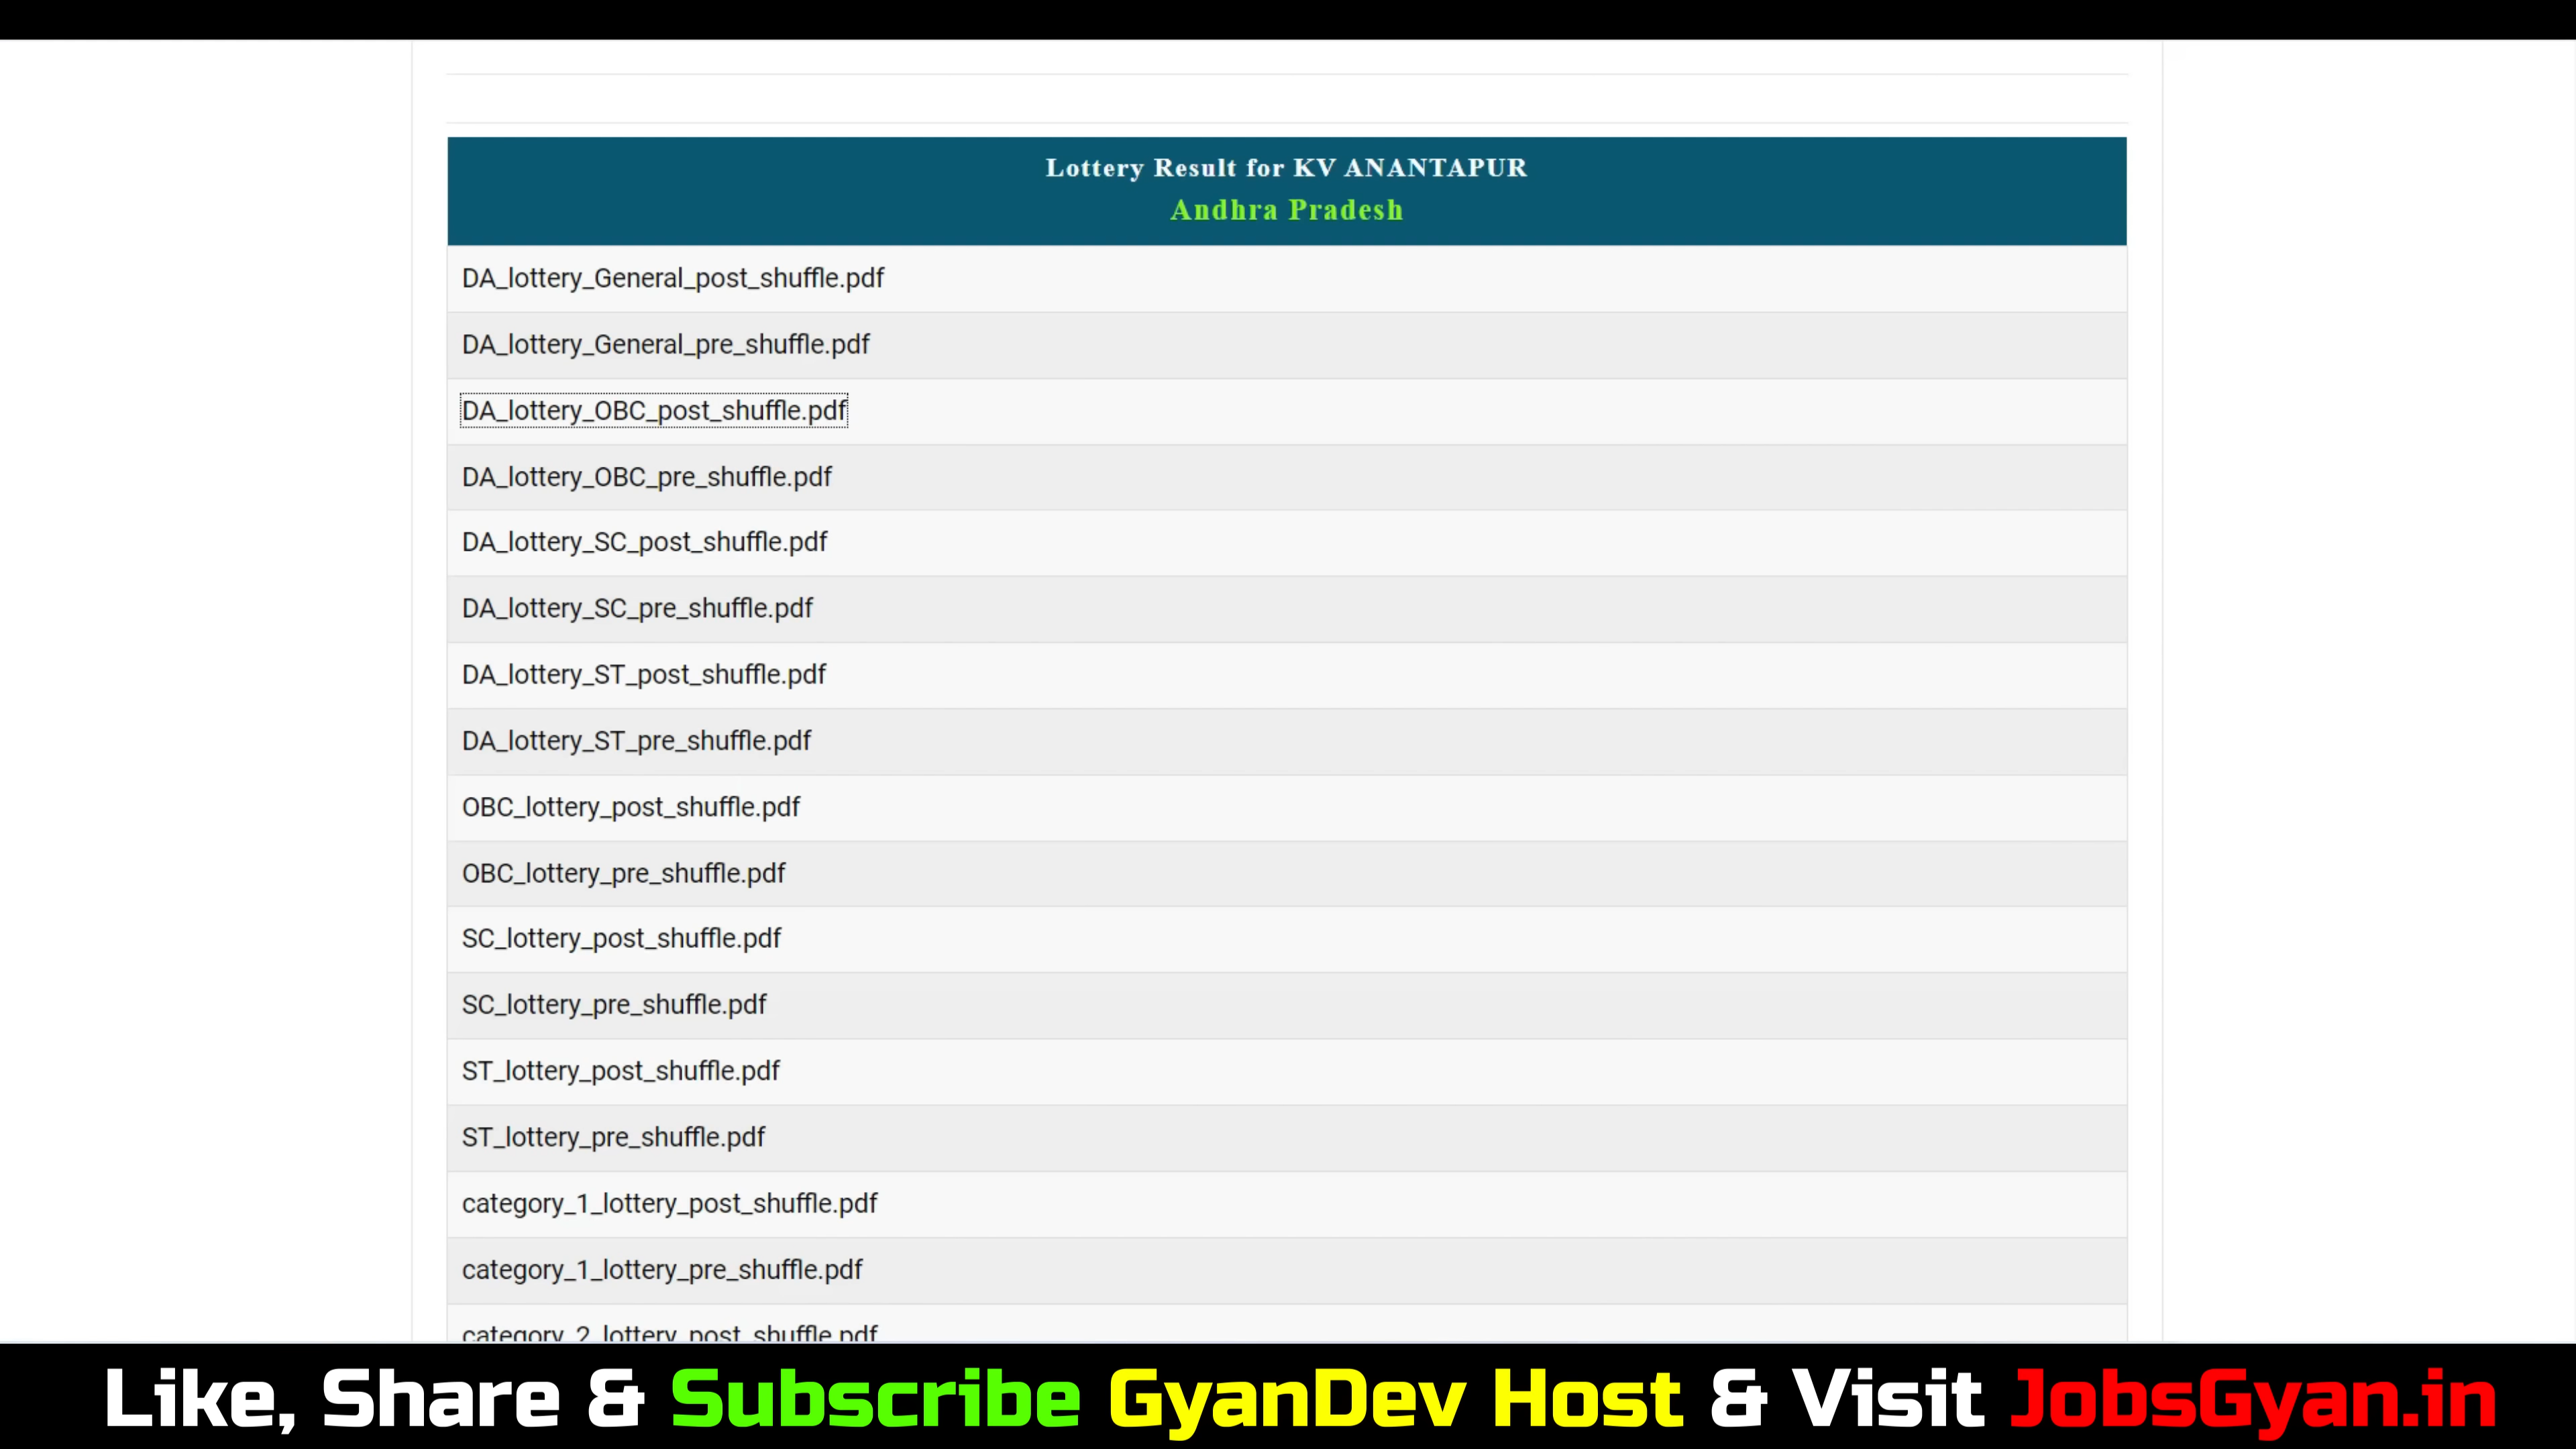 Lottery Result for KV ANANTAPUR
Andhra Pradesh
DA_lottery_General_post_shuffle.pdf
DA_lottery_General_pre_shuffle.pdf
DA_lottery_OBC_post_shuffle.pdf
DA_lottery_OBC_pre_shuffle.pdf
DA_lottery_SC_post_shuffle.pdf
DA_lottery_SC_pre_shuffle.pdf
DA_lottery_ST_post_shuffle.pdf
DA_lottery_ST_pre_shuffle.pdf
OBC_lottery_post_shuffle.pdf
OBC_lottery_pre_shuffle.pdf
SC_lottery_post_shuffle.pdf
SC_lottery_pre_shuffle.pdf
ST_lottery_post_shuffle.pdf
ST_lottery_pre_shuffle.pdf
category_1_lottery_post_shuffle.pdf
category_1_lottery_pre_shuffle.pdf
category_2_lottery_post_shuffle.pdf
Like, Share & Subscribe GyanDev Host & Visit JobsGyan.in